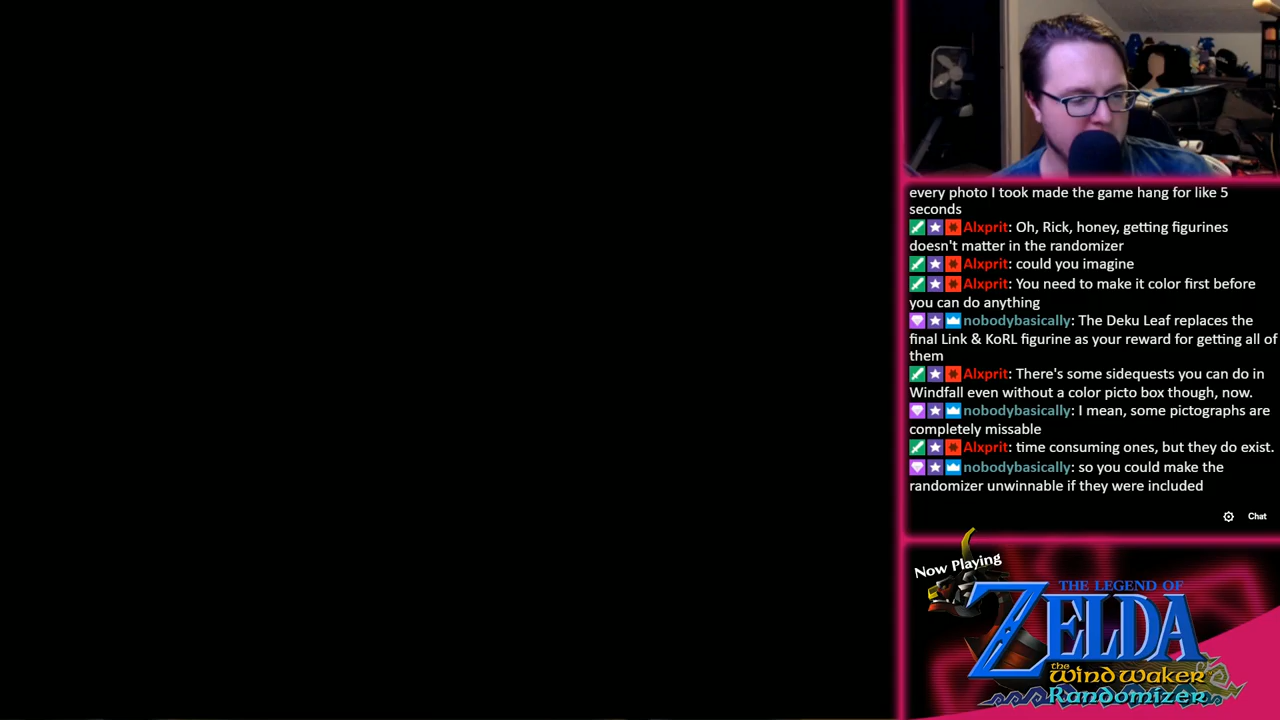 every photo I took made the game hang for like 5
seconds
Alxprit: Oh, Rick, honey, getting figurines
doesn't matter in the randomizer
Alxprit: could you imagine
Alxprit: You need to make it color first before
you can do anything
nobodybasically: The Deku Leaf replaces the
final Link & KoRL figurine as your reward for getting all of
them
Alxprit: There's some sidequests you can do in
Windfall even without a color picto box though, now.
nobodybasically: I mean, some pictographs are
completely missable
Alxprit: time consuming ones, but they do exist.
nobodybasically: so you could make the
randomizer unwinnable if they were included
Chat
Now Playing
THE LEGEND OF
ZELDA
the
Wind Waker
Randomizer